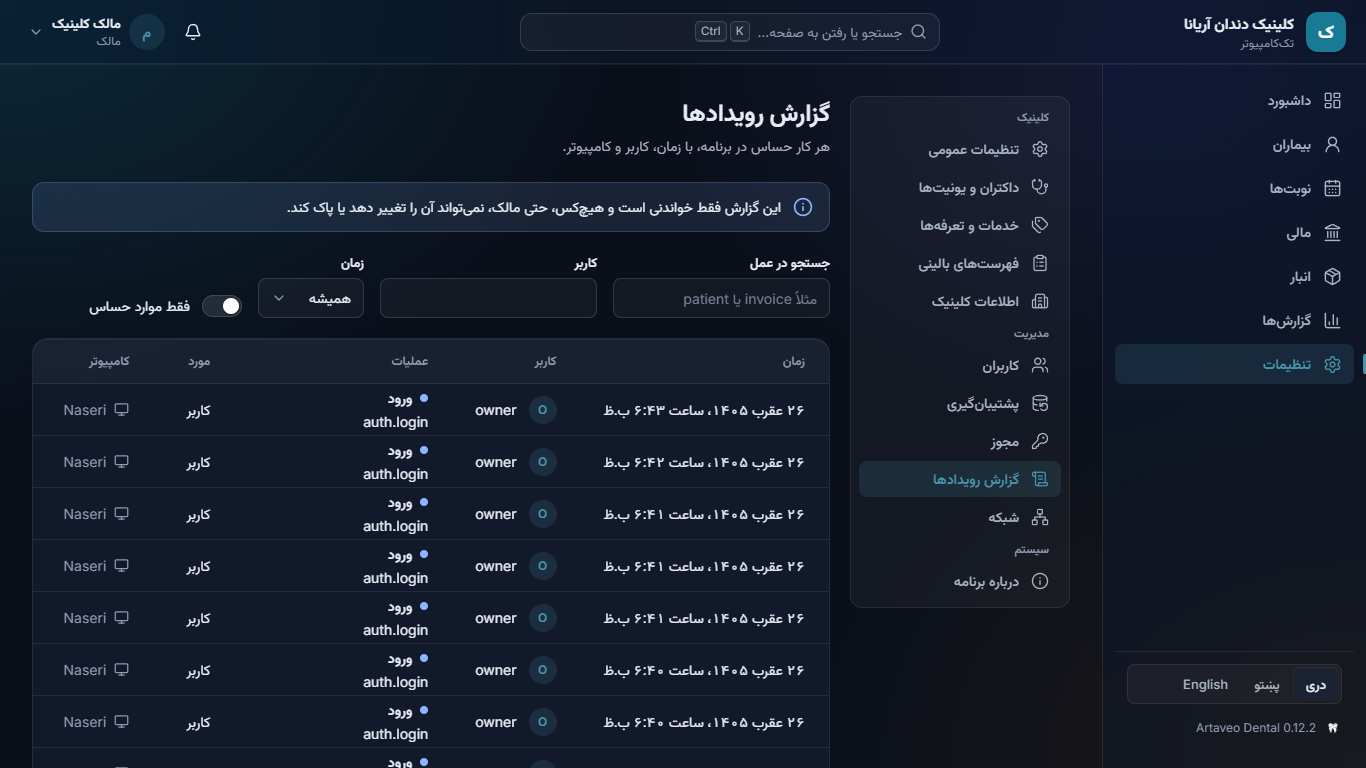 کلینیک دندان آریانا
تک‌کامپیوتر
جستجو یا رفتن به صفحه... K Ctrl
م
مالک کلینیک
مالک
ک
داشبورد
بیماران
نوبت‌ها
مالی
انبار
گزارش‌ها
تنظیمات
دری
پښتو
English
Artaveo Dental 0.12.2
کلینیک
تنظیمات عمومی
داکتران و یونیت‌ها
خدمات و تعرفه‌ها
فهرست‌های بالینی
اطلاعات کلینیک
مدیریت
کاربران
پشتیبان‌گیری
مجوز
گزارش رویدادها
شبکه
سیستم
درباره برنامه
گزارش رویدادها
هر کار حساس در برنامه، با زمان، کاربر و کامپیوتر.
این گزارش فقط خواندنی است و هیچ‌کس، حتی مالک، نمی‌تواند آن را تغییر دهد یا پاک کند.
جستجو در عمل
مثلاً invoice یا patient
کاربر
زمان
همیشه
فقط موارد حساس
زمان کاربر عملیات مورد کامپیوتر
۲۶ عقرب ۱۴۰۵، ساعت ۶:۴۳ ب.ظ O owner ورود کاربر Naseri
auth.login
۲۶ عقرب ۱۴۰۵، ساعت ۶:۴۲ ب.ظ O owner ورود کاربر Naseri
auth.login
۲۶ عقرب ۱۴۰۵، ساعت ۶:۴۱ ب.ظ O owner ورود کاربر Naseri
auth.login
۲۶ عقرب ۱۴۰۵، ساعت ۶:۴۱ ب.ظ O owner ورود کاربر Naseri
auth.login
۲۶ عقرب ۱۴۰۵، ساعت ۶:۴۱ ب.ظ O owner ورود کاربر Naseri
auth.login
۲۶ عقرب ۱۴۰۵، ساعت ۶:۴۰ ب.ظ O owner ورود کاربر Naseri
auth.login
۲۶ عقرب ۱۴۰۵، ساعت ۶:۴۰ ب.ظ O owner ورود کاربر Naseri
auth.login
ورود